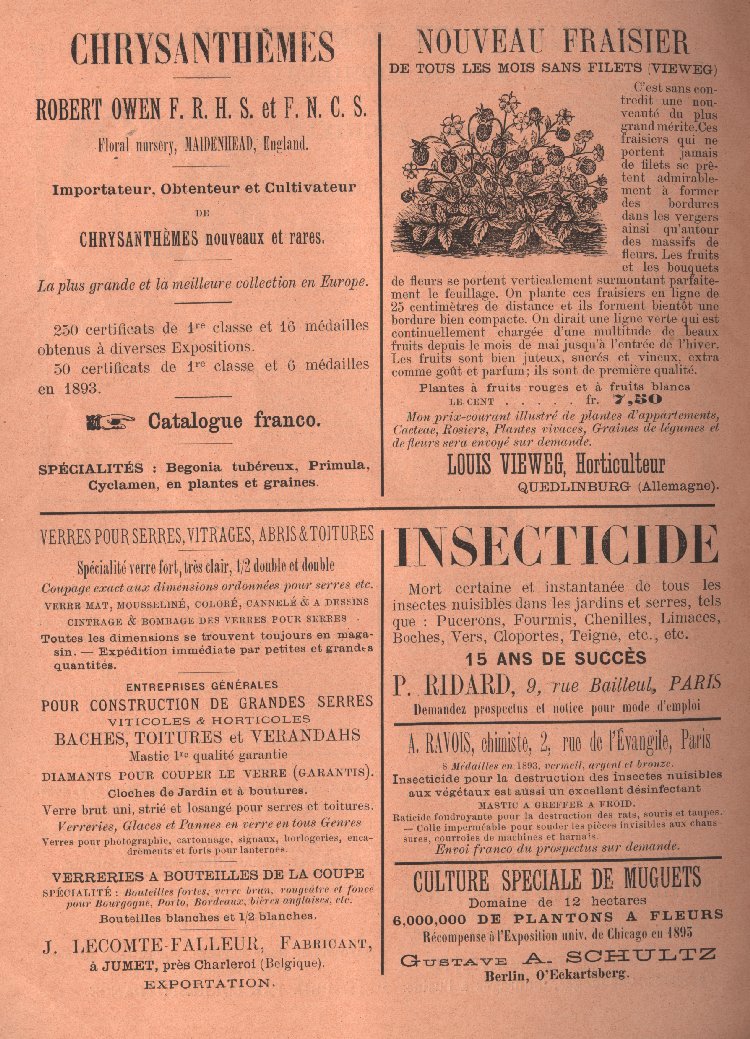 CHRYSANTHÈMES
ROBERT OWEN F. R. H. S. et F. N. C. S.
Floral nursery, MAIDENHEAD, England.
Importateur, Obtenteur et Cultivateur
DE
CHRYSANTHÈMES nouveaux et rares.
La plus grande et la meilleure collection en Europe.
250 certificats de 1re classe et 16 médailles
obtenus à diverses Expositions.
50 certificats de 1re classe et 6 médailles
en 1893.
Catalogue franco.
SPÉCIALITÉS : Begonia tubéreux, Primula,
Cyclamen, en plantes et graines.
NOUVEAU FRAISIER
DE TOUS LES MOIS SANS FILETS (VIEWEG)
C'est sans con-
tredit une nou-
veauté du plus
grand mérite. Ces
fraisiers qui ne
portent jamais
de filets se prê-
tent admirable-
ment à former
des bordures
dans les vergers
ainsi qu'autour
des massifs de
fleurs. Les fruits
et les bouquets
de fleurs se portent verticalement surmontant parfaite-
ment le feuillage. On plante ces fraisiers en ligne de
25 centimètres de distance et ils forment bientôt une
bordure bien compacte. On dirait une ligne verte qui est
continuellement chargée d'une multitude de beaux
fruits depuis le mois de mai jusqu'à l'entrée de l'hiver.
Les fruits sont bien juteux, sucrés et vineux, extra
comme goût et parfum; ils sont de première qualité.
Plantes à fruits rouges et à fruits blancs
LE CENT . . . . . . fr. 7,50
Mon prix-courant illustré de plantes d'appartements,
Cacteae, Rosiers, Plantes vivaces, Graines de légumes et
de fleurs sera envoyé sur demande.
LOUIS VIEWEG, Horticulteur
QUEDLINBURG (Allemagne).
VERRES POUR SERRES, VITRAGES, ABRIS & TOITURES
Spécialité verre fort, très clair, 1/2 double et double
Coupage exact aux dimensions ordonnées pour serres etc.
VERRE MAT, MOUSSELINÉ, COLORÉ, CANNELÉ & A DESSINS
CINTRAGE & BOMBAGE DES VERRES POUR SERRES
Toutes les dimensions se trouvent toujours en maga-
sin. — Expédition immédiate par petites et grandes
quantités.
ENTREPRISES GÉNÉRALES
POUR CONSTRUCTION DE GRANDES SERRES
VITICOLES & HORTICOLES
BACHES, TOITURES et VERANDAHS
Mastic 1re qualité garantie
DIAMANTS POUR COUPER LE VERRE (GARANTIS).
Cloches de Jardin et à boutures.
Verre brut uni, strié et losangé pour serres et toitures.
Verreries, Glaces et Pannes en verre en tous Genres
Verres pour photographie, cartonnage, signaux, horlogeries, enca-
drements et forts pour lanternes.
VERRERIES A BOUTEILLES DE LA COUPE
SPÉCIALITÉ : Bouteilles fortes, verre brun, rougeâtre et foncé
pour Bourgogne, Porto, Bordeaux, bières anglaises, etc.
Bouteilles blanches et 1/2 blanches.
J. LECOMTE-FALLEUR, FABRICANT,
à JUMET, près Charleroi (Belgique).
EXPORTATION.
INSECTICIDE
Mort certaine et instantanée de tous les
insectes nuisibles dans les jardins et serres, tels
que : Pucerons, Fourmis, Chenilles, Limaces,
Boches, Vers, Cloportes, Teigne, etc., etc.
15 ANS DE SUCCÈS
P. RIDARD, 9, rue Bailleul, PARIS
Demandez prospectus et notice pour mode d'emploi
A. RAVOIS, chimiste, 2, rue de l'Évangile, Paris
8 Médailles en 1893, vermeil, argent et bronze.
Insecticide pour la destruction des insectes nuisibles
aux végétaux est aussi un excellent désinfectant
MASTIC A GREFFER A FROID.
Raticide foudroyante pour la destruction des rats, souris et taupes.
— Colle imperméable pour souder les pièces invisibles aux chaus-
sures, courroies de machines et harnais.
Envoi franco du prospectus sur demande.
CULTURE SPECIALE DE MUGUETS
Domaine de 12 hectares
6,000,000 DE PLANTONS A FLEURS
Récompense à l'Exposition univ. de Chicago en 1893
GUSTAVE A. SCHULTZ
Berlin, O'Eckartsberg.